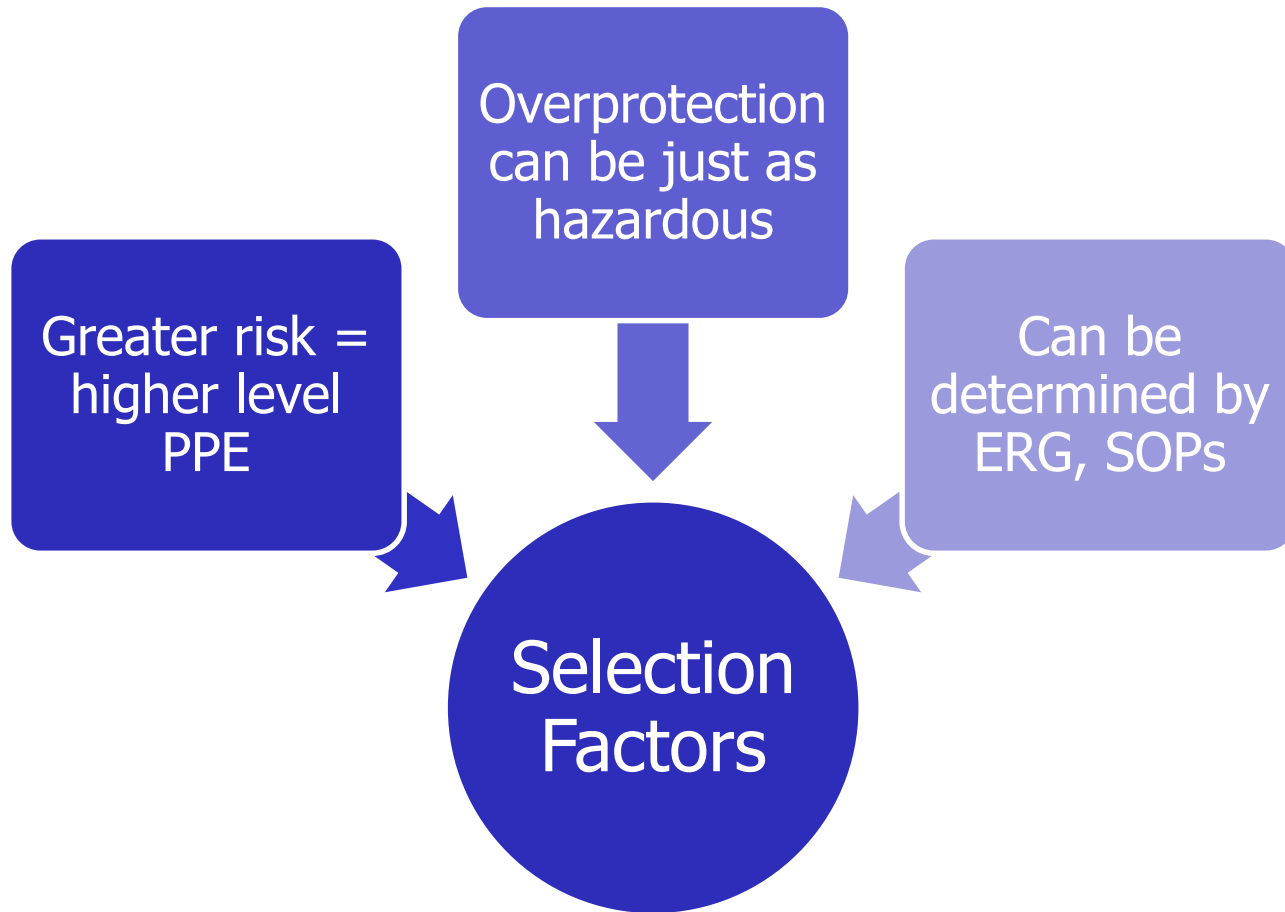 Overprotection
can be just as
hazardous
Greater risk =
higher level
PPE
Can be
determined by
ERG, SOPs
Selection
Factors